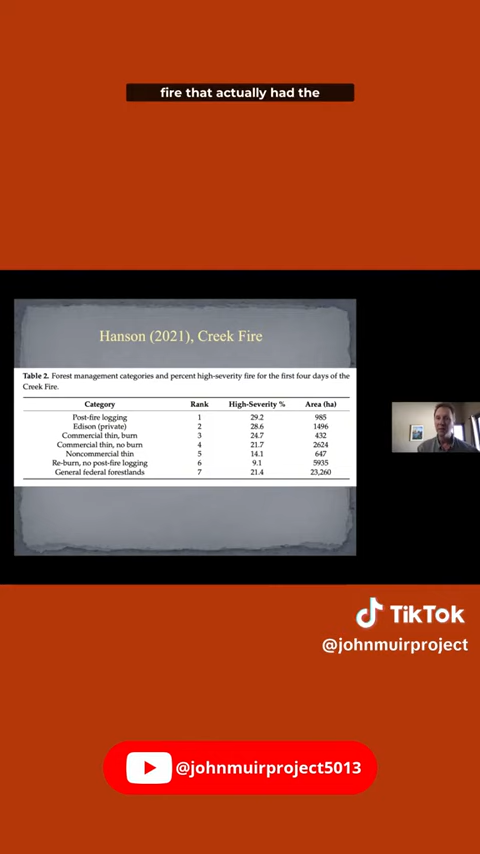 fire that actually had the
Hanson (2021), Creek Fire
Table 2. Forest management categories and percent high-severity fire for the first four days of the
Creek Fire.
Category Rank High-Severity % Area (ha)
Post-fire logging 1 29.2 985
Edison (private) 2 28.6 1496
Commercial thin, burn 3 24.7 432
Commercial thin, no burn 4 21.7 2624
Noncommercial thin 5 14.1 647
Re-burn, no post-fire logging 6 9.1 5935
General federal forestlands 7 21.4 23,260
TikTok
@johnmuirproject
@johnmuirproject5013